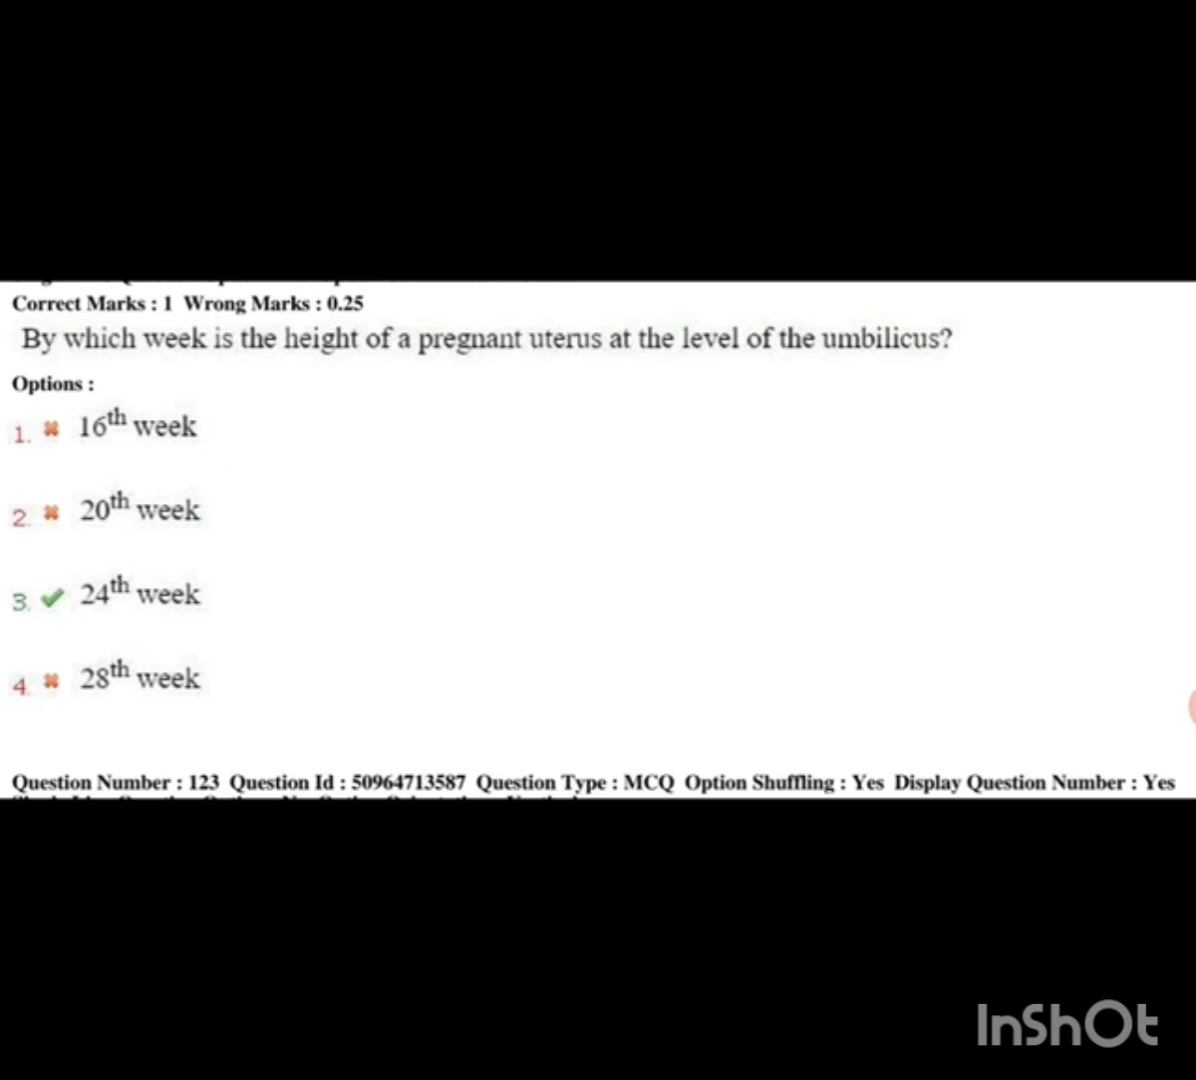 Correct Marks : 1 Wrong Marks : 0.25
By which week is the height of a pregnant uterus at the level of the umbilicus?
Options :
1. 16th week
2. 20th week
3. 24th week
4. 28th week
Question Number : 123 Question Id : 50964713587 Question Type : MCQ Option Shuffling : Yes Display Question Number : Yes
InShOt